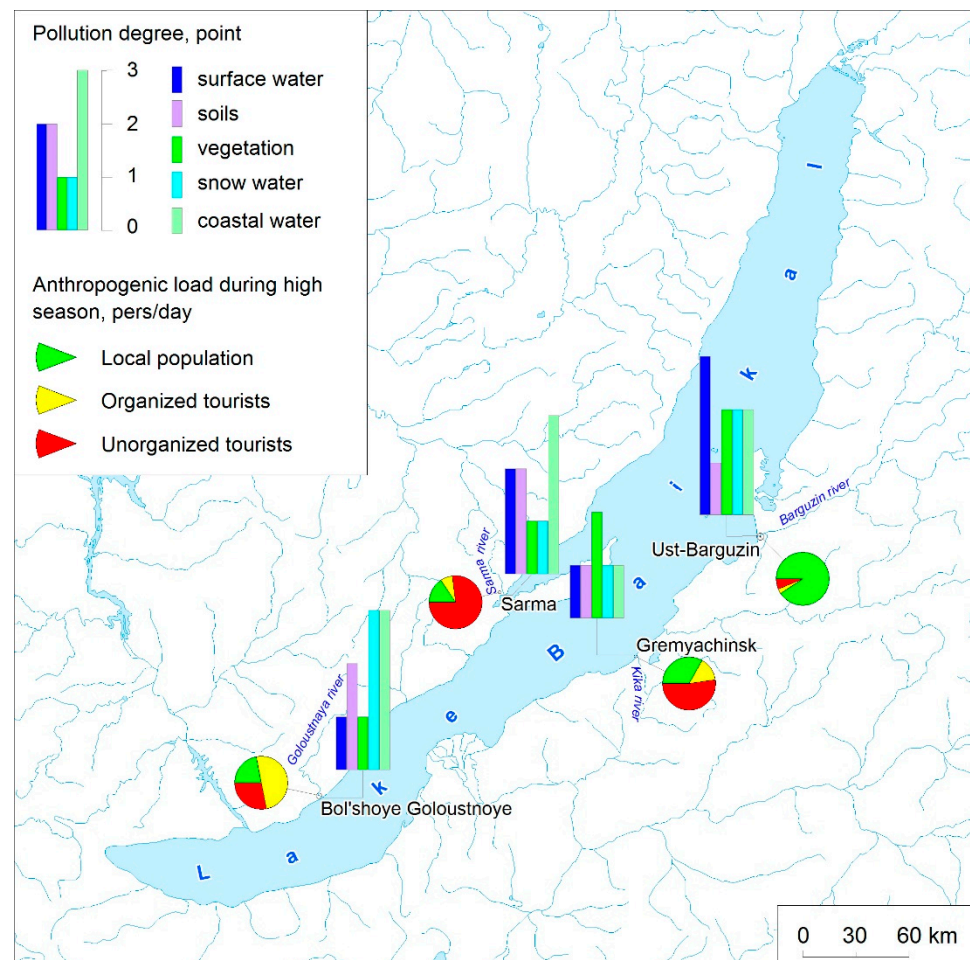 Pollution degree, point
3
2
1
0
surface water
soils
vegetation
snow water
coastal water
Anthropogenic load during high
season, pers/day
Local population
Organized tourists
Unorganized tourists
Barguzin river
Ust-Barguzin
Sarma river
Sarma
Gremyachinsk
Kika river
Goloustnaya river
Bol'shoye Goloustnoye
L a k e B a i k a l
0 30 60 km